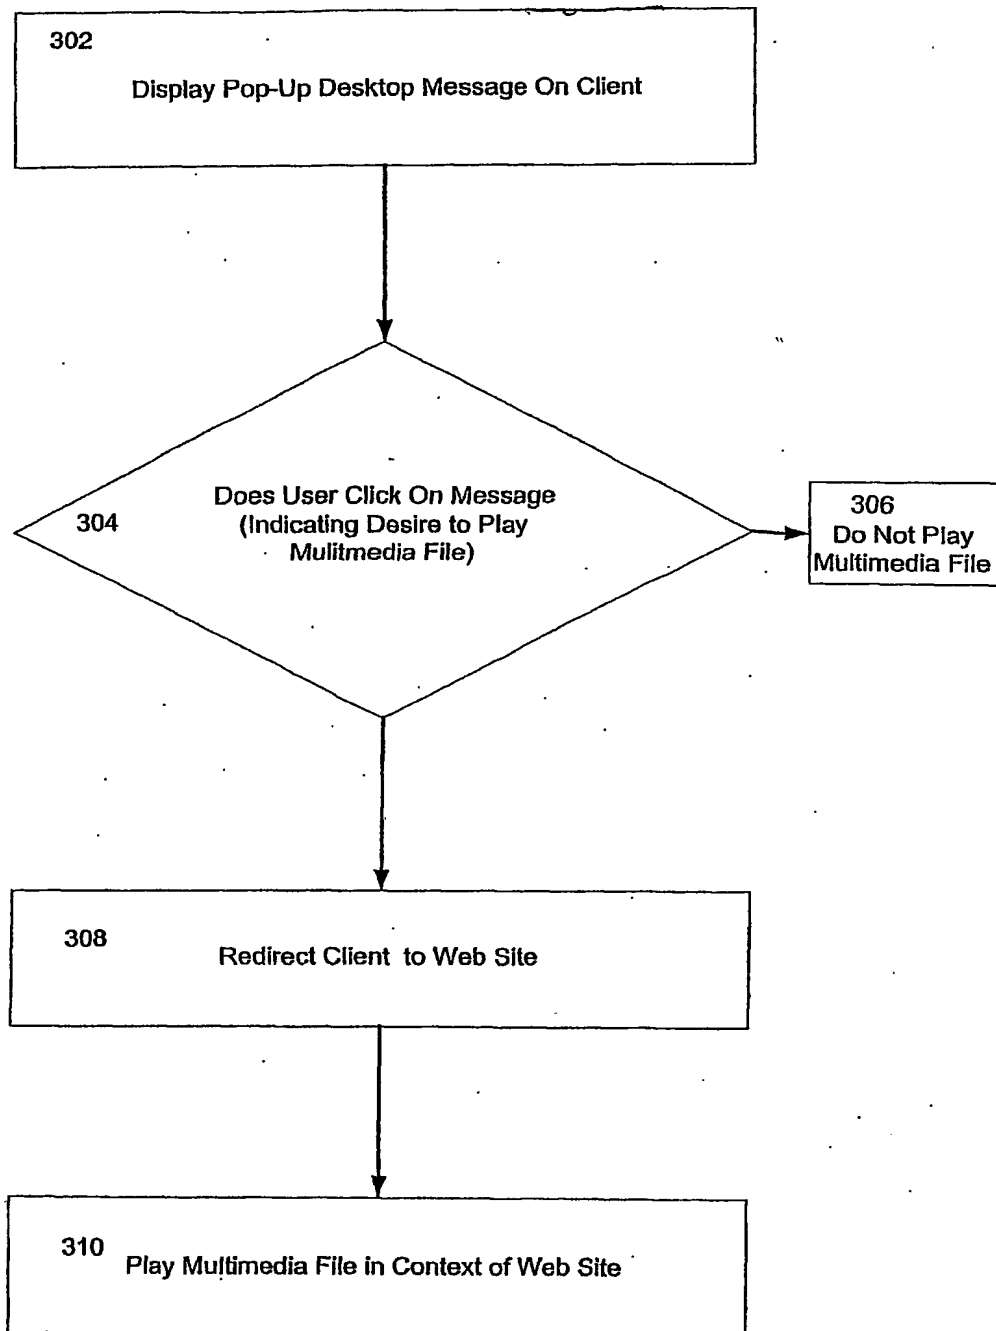 302
Display Pop-Up Desktop Message On Client
304
Does User Click On Message
(Indicating Desire to Play
Mulitmedia File)
306
Do Not Play
Multimedia File
308
Redirect Client to Web Site
310
Play Multimedia File in Context of Web Site